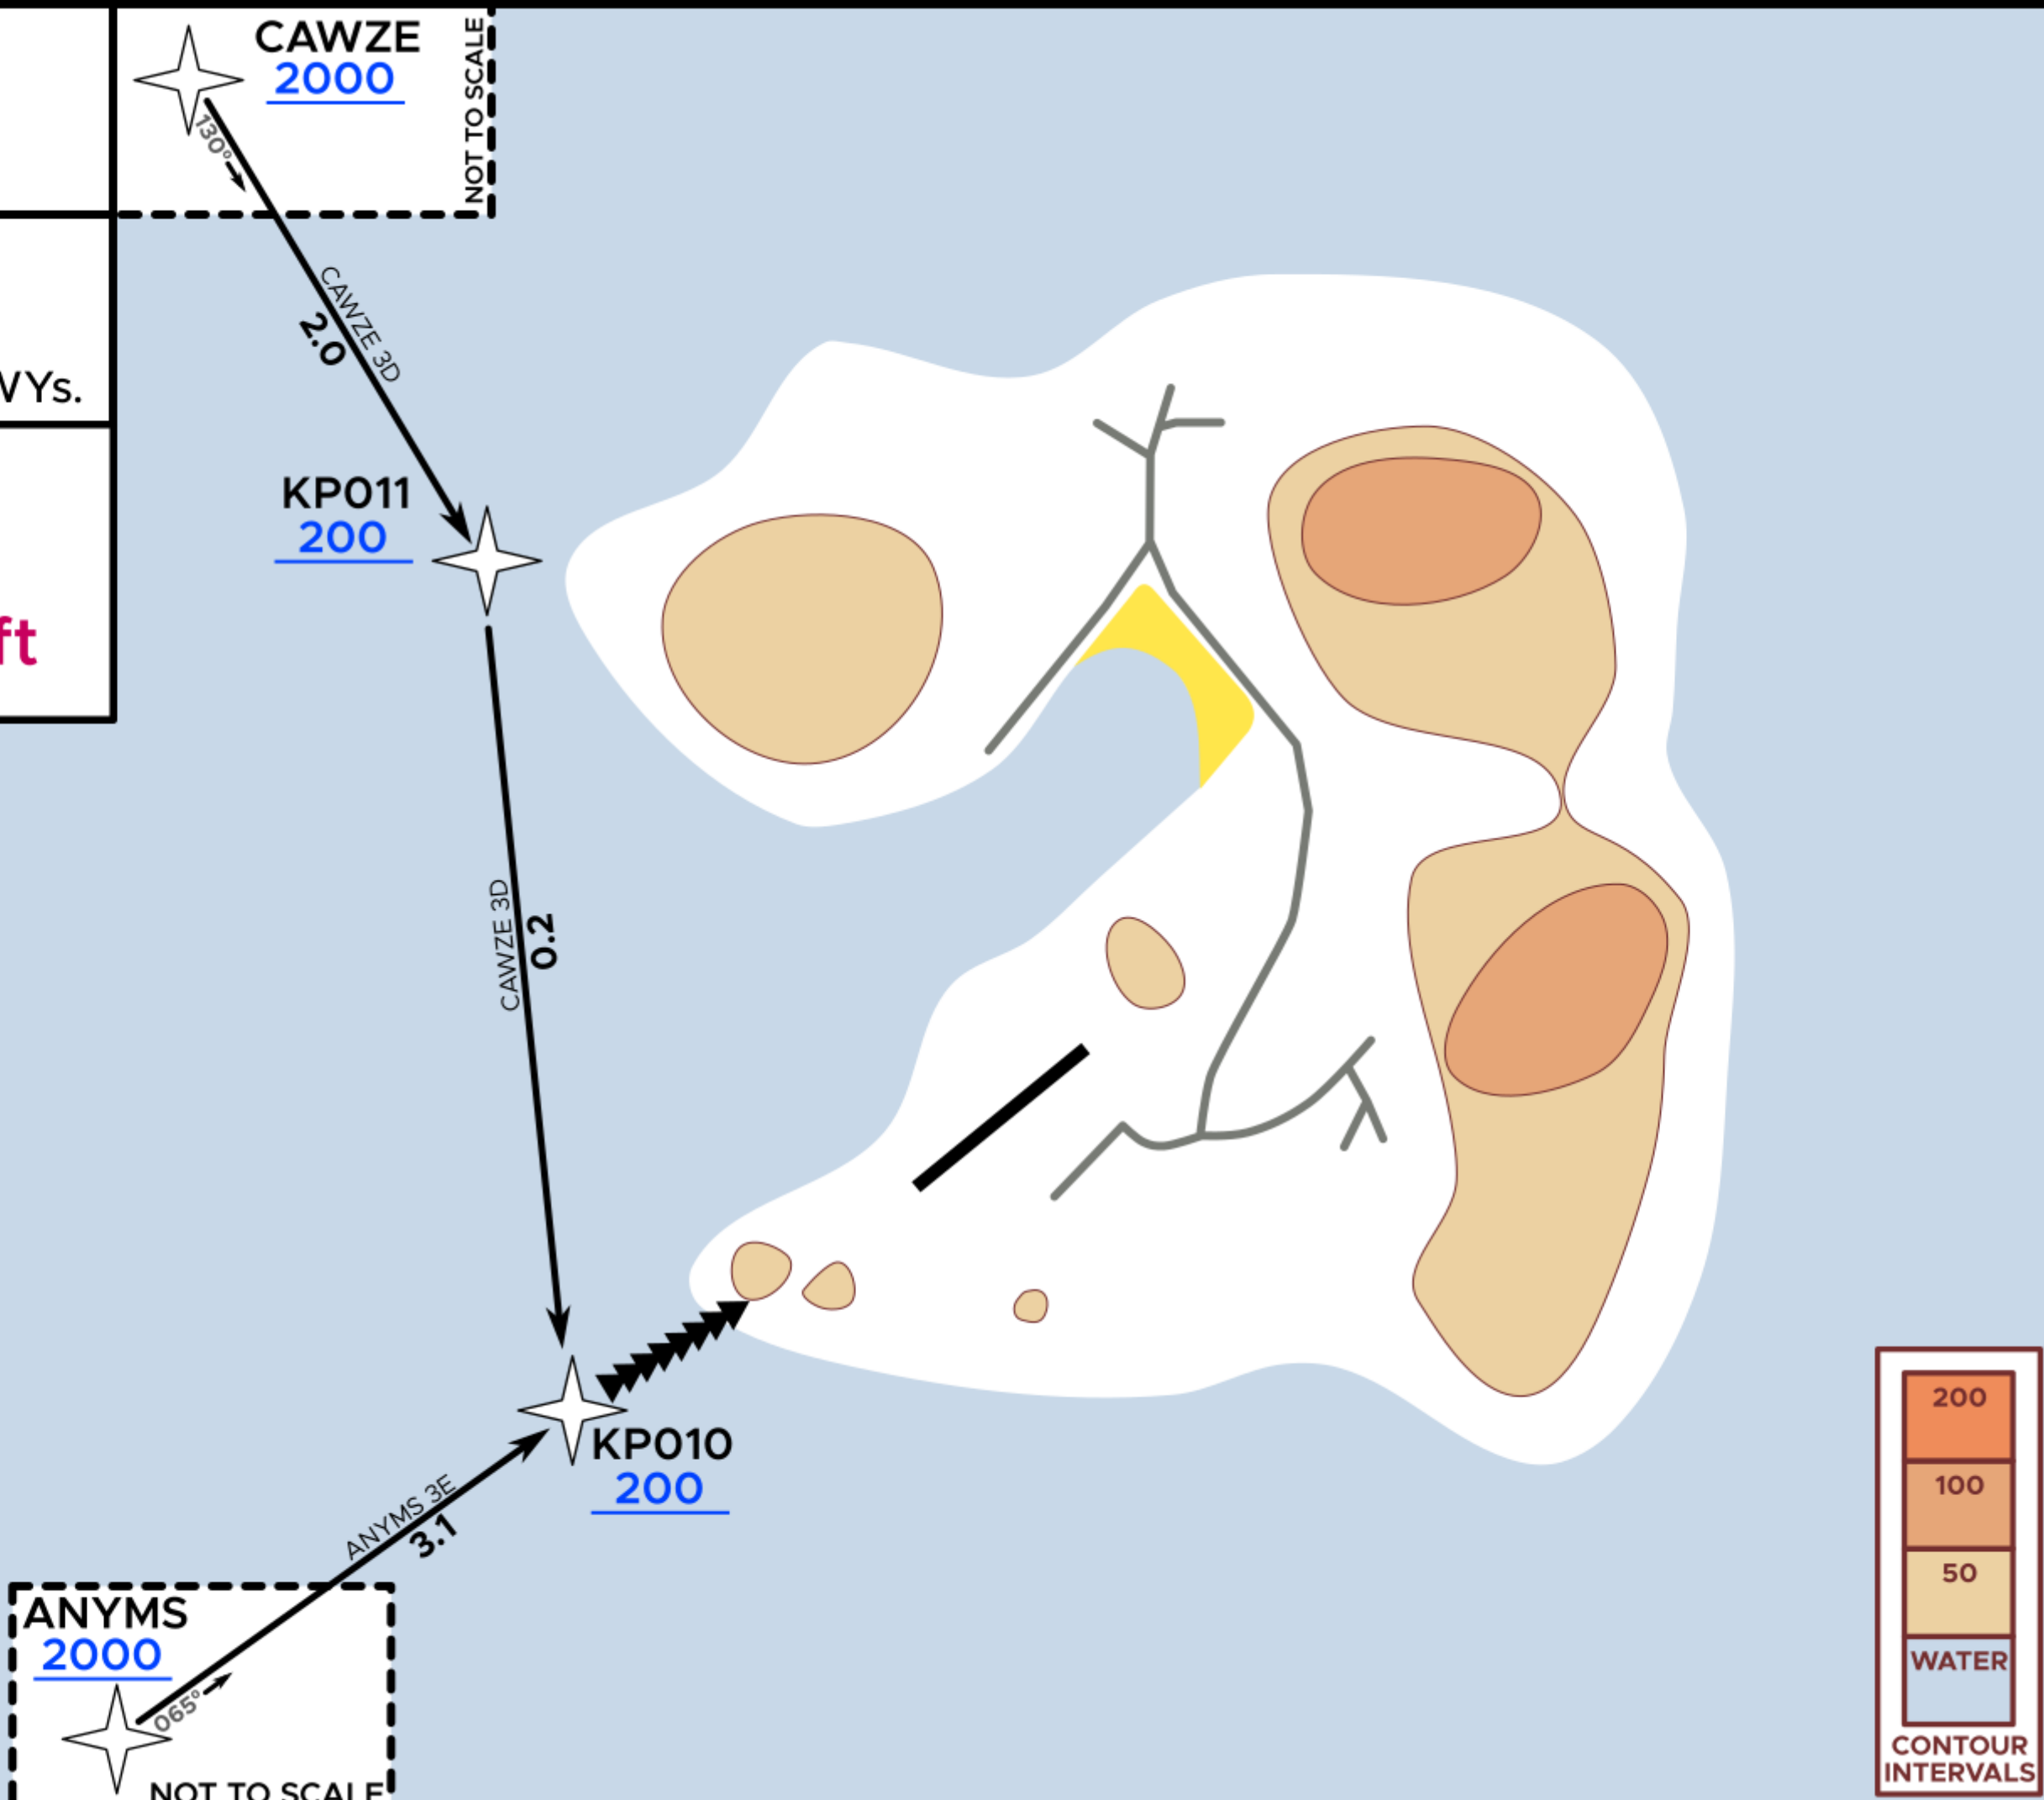 CAWZE
2000
NOT TO SCALE
130°
CAWZE 3D
2.0
WYs.
KP011
200
ft
CAWZE 3D
0.2
KP010
200
ANYMS 3E
3.1
ANYMS
2000
065°
NOT TO SCALE
200
100
50
WATER
CONTOUR
INTERVALS